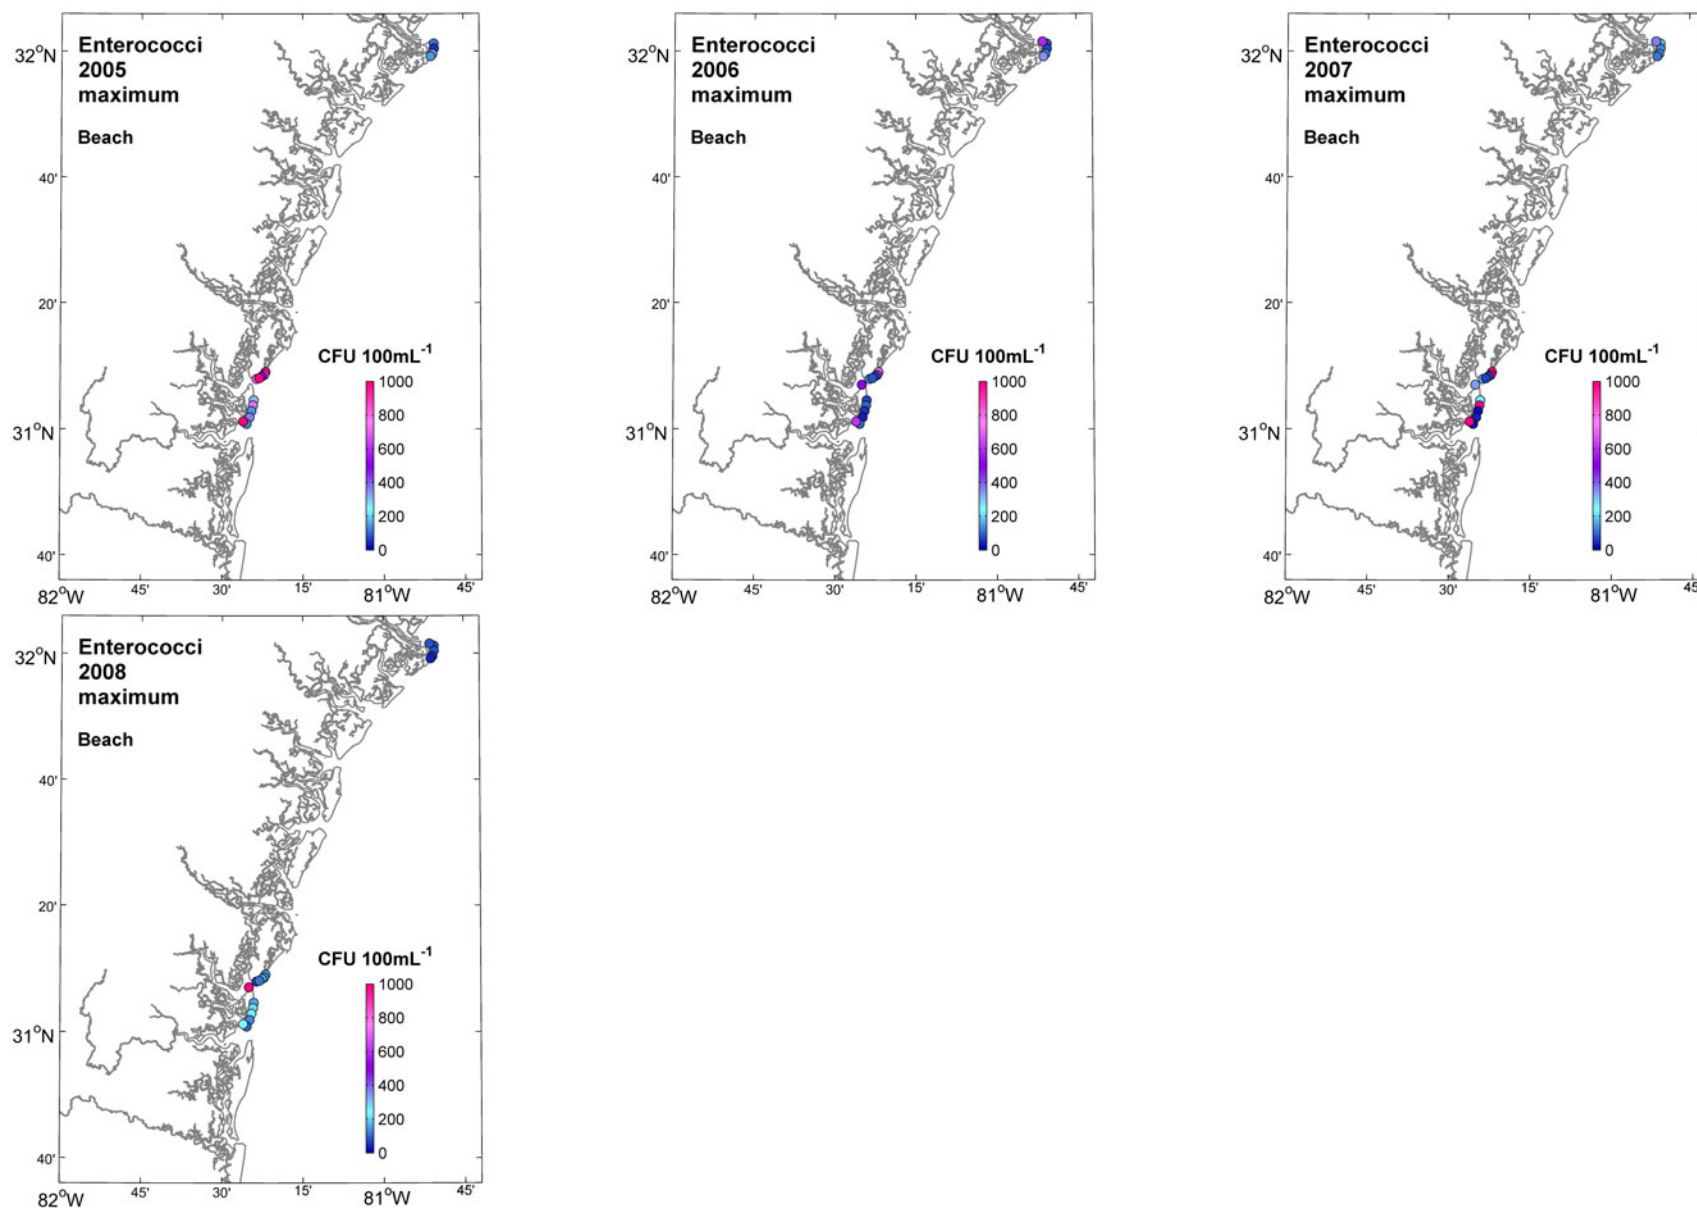 Enterococci
2005
maximum
Beach
32°N
40'
20'
31°N
40'
82°W
45'
30'
15'
81°W
45'
CFU 100mL⁻¹
1000
800
600
400
200
0
Enterococci
2006
maximum
Beach
32°N
40'
20'
31°N
40'
82°W
45'
30'
15'
81°W
45'
CFU 100mL⁻¹
1000
800
600
400
200
0
Enterococci
2007
maximum
Beach
32°N
40'
20'
31°N
40'
82°W
45'
30'
15'
81°W
45'
CFU 100mL⁻¹
1000
800
600
400
200
0
Enterococci
2008
maximum
Beach
32°N
40'
20'
31°N
40'
82°W
45'
30'
15'
81°W
45'
CFU 100mL⁻¹
1000
800
600
400
200
0